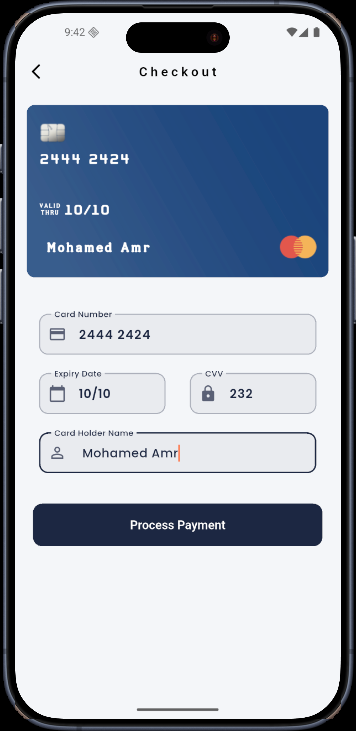 9:42
Checkout
2444 2424
VALID
THRU 10/10
Mohamed Amr
Card Number
2444 2424
Expiry Date CVV
10/10 232
Card Holder Name
Mohamed Amr
Process Payment